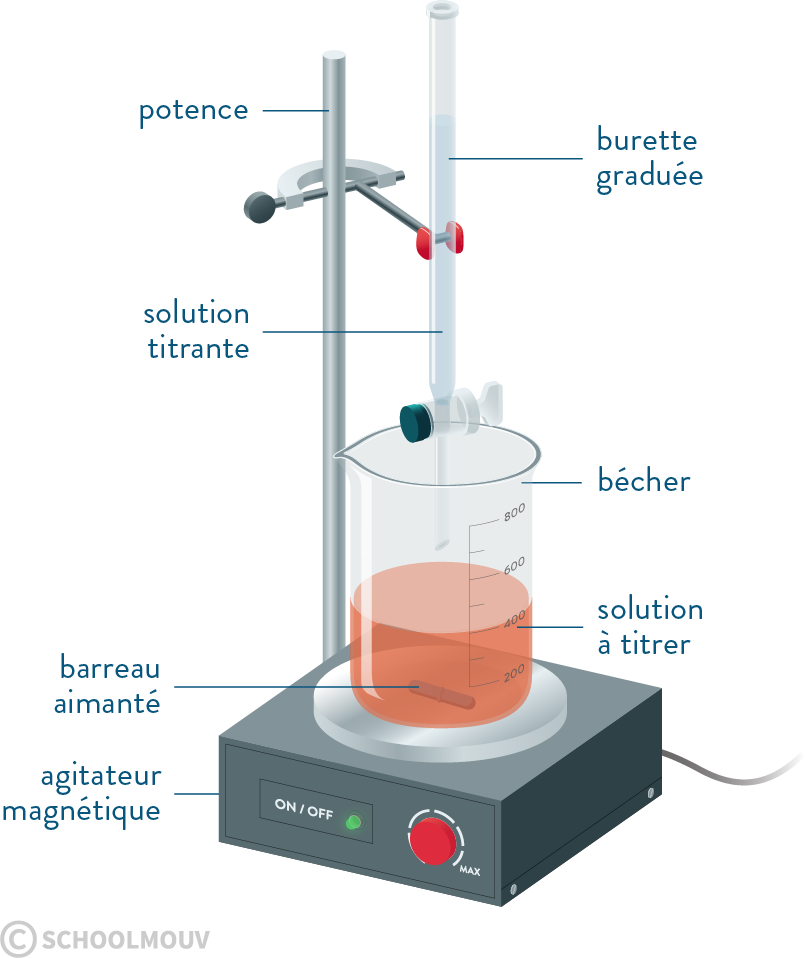 potence
burette
graduée
solution
titrante
bécher
800
600
400
200
solution
à titrer
barreau
aimanté
agitateur
magnétique
ON / OFF
MAX
© SCHOOLMOUV